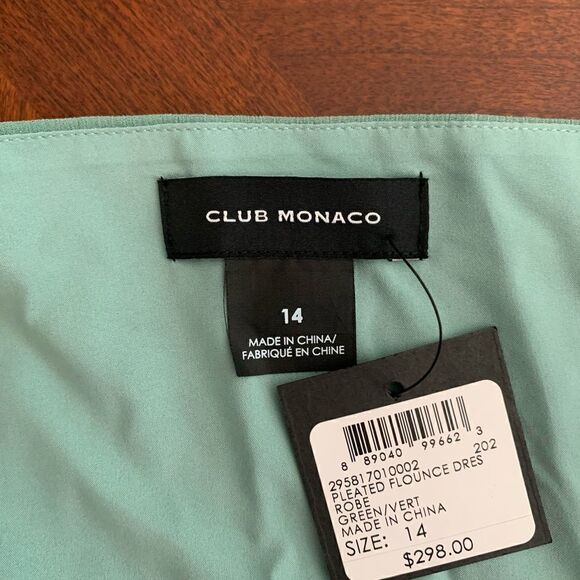 CLUB MONACO
14
MADE IN CHINA/
FABRIQUÉ EN CHINE
8 89040 99662 3
295817010002 202
PLEATED FLOUNCE DRES
ROBE
GREEN/VERT
MADE IN CHINA
SIZE: 14
$298.00